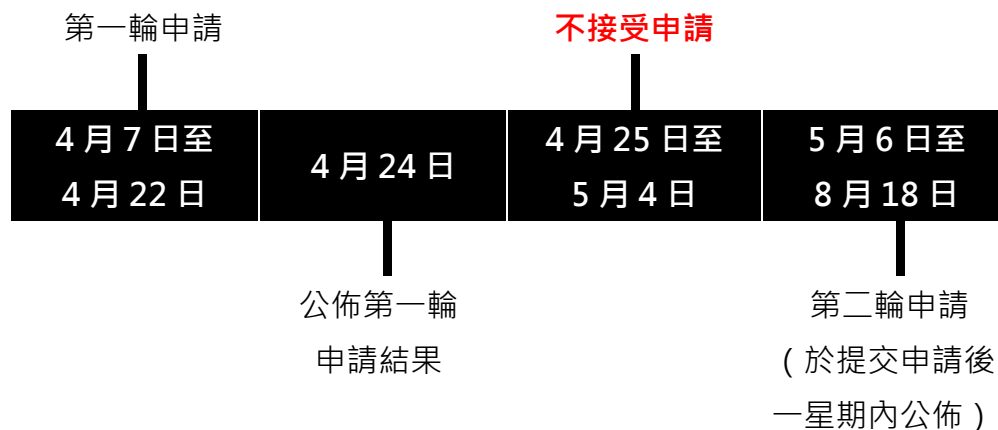 第一輪申請
不接受申請
4 月 7 日至
4 月 22 日
4 月 24 日
4 月 25 日至
5 月 4 日
5 月 6 日至
8 月 18 日
公佈第一輪
申請結果
第二輪申請
（於提交申請後
一星期內公佈）